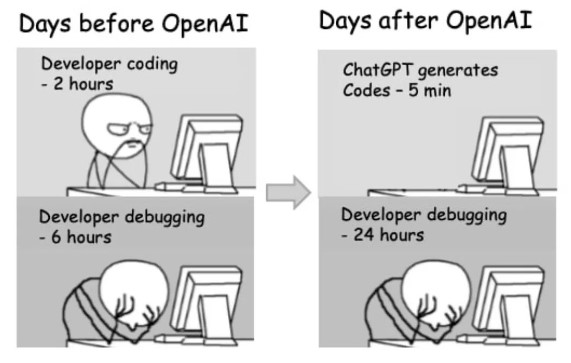 Days before OpenAI
Days after OpenAI
Developer coding
- 2 hours
ChatGPT generates
Codes - 5 min
Developer debugging
- 6 hours
Developer debugging
- 24 hours